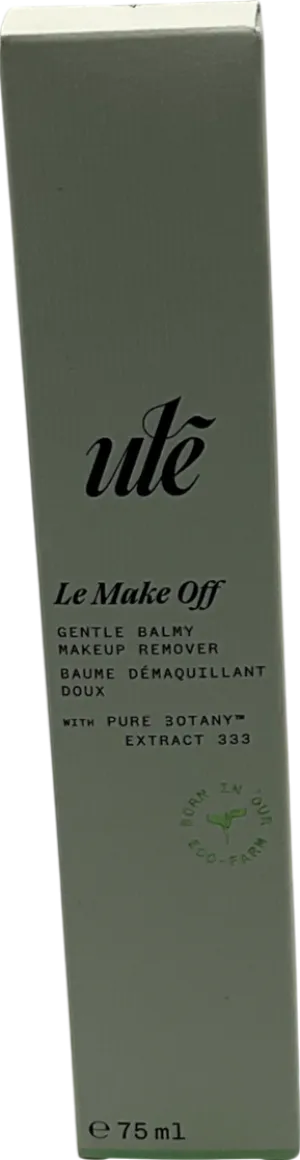 utē
Le Make Off
GENTLE BALMY
MAKEUP REMOVER
BAUME DÉMAQUILLANT
DOUX
WITH PURE BOTANY™
EXTRACT 333
BORN IN OUR
ECO-FARM
℮ 75 ml